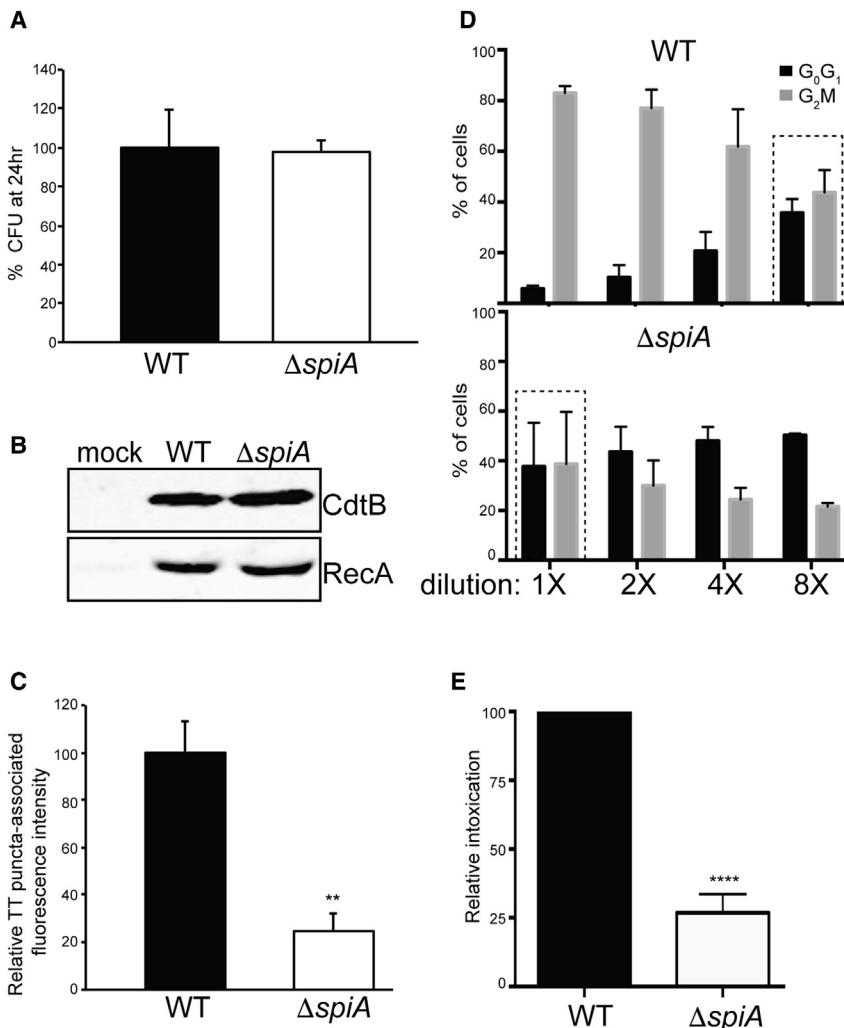 A
% CFU at 24hr
140
120
100
80
60
40
20
0
WT
ΔspiA
B
mock WT ΔspiA
CdtB
RecA
C
Relative TT puncta-associated
fluorescence intensity
120
100
80
60
40
20
0
**
WT
ΔspiA
D
WT
G₀G₁
G₂M
% of cells
100
80
60
40
20
ΔspiA
% of cells
100
80
60
40
20
0
dilution: 1X 2X 4X 8X
E
Relative intoxication
100
75
50
25
0
****
WT
ΔspiA